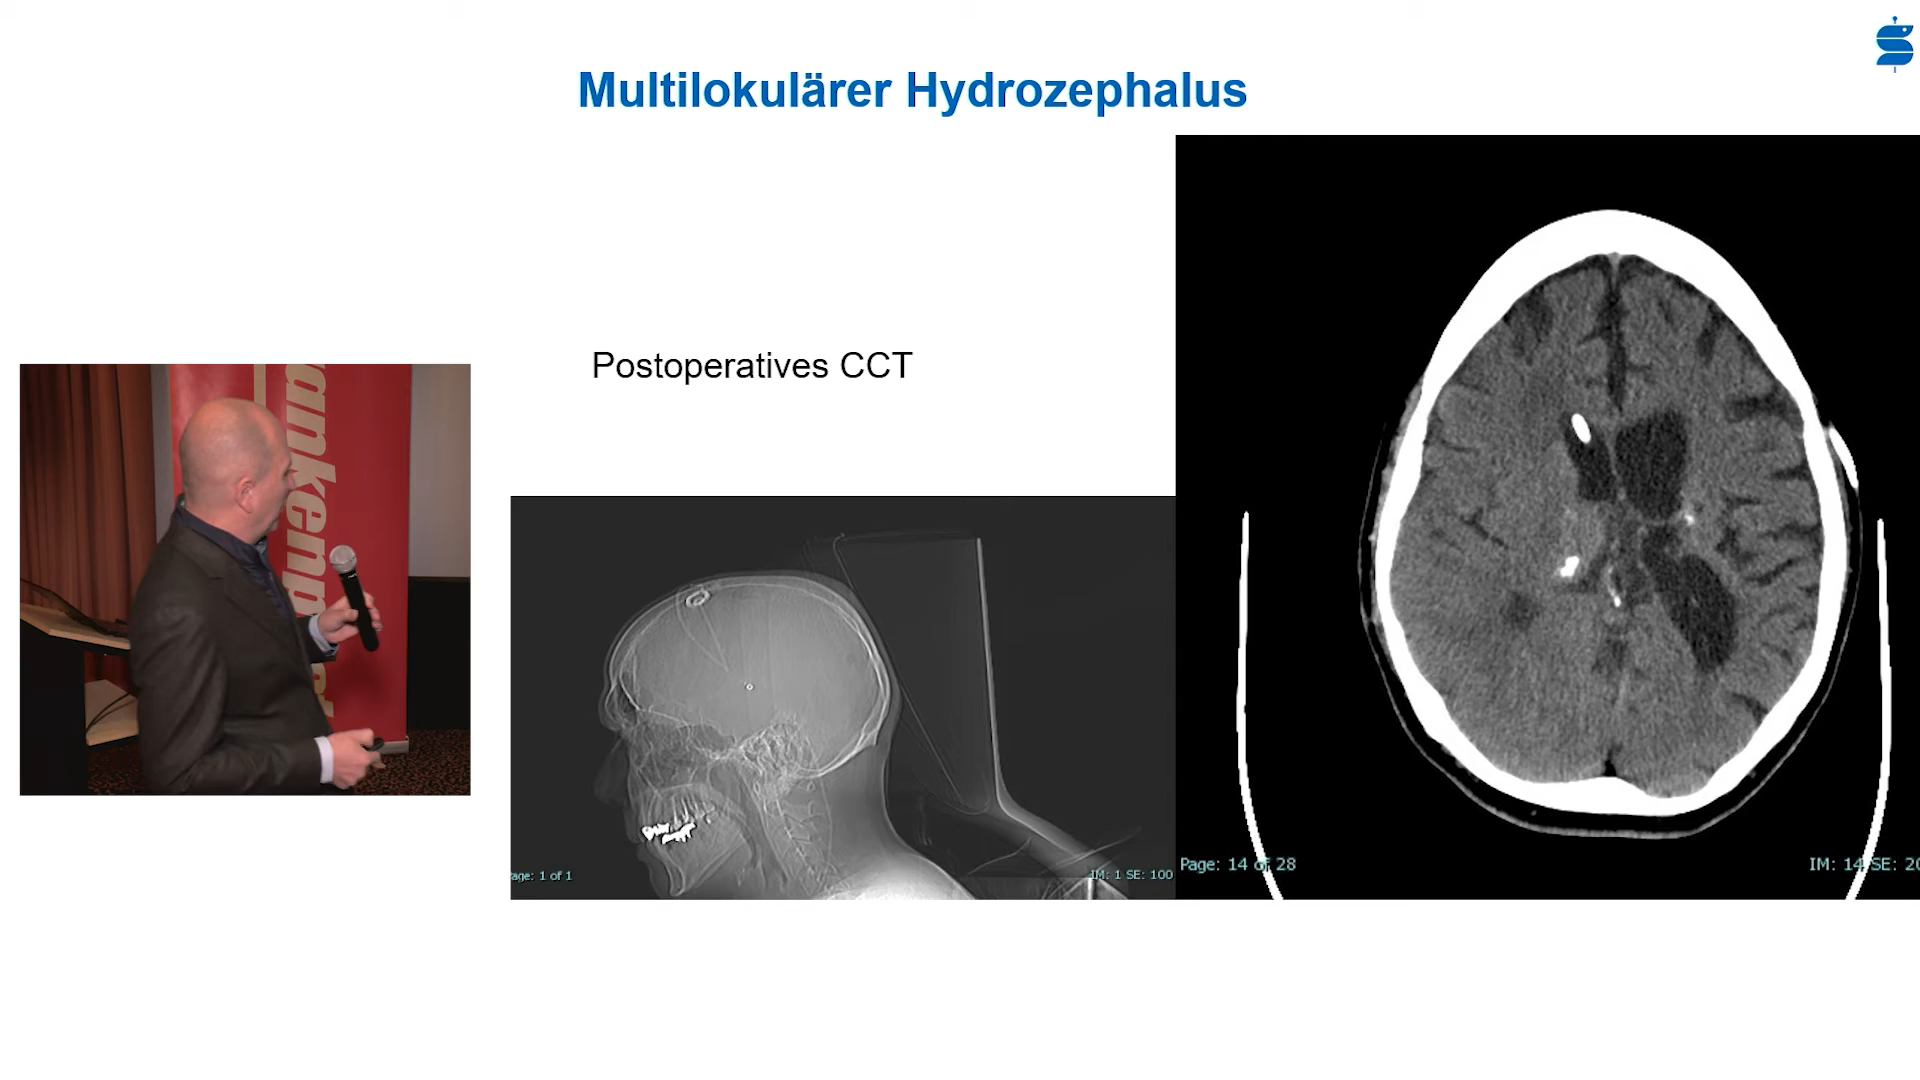 Multilokulärer Hydrozephalus
Postoperatives CCT
age: 1 of 1
IM: 1 SE: 100
Page: 14 of 28
IM: 14 SE: 20